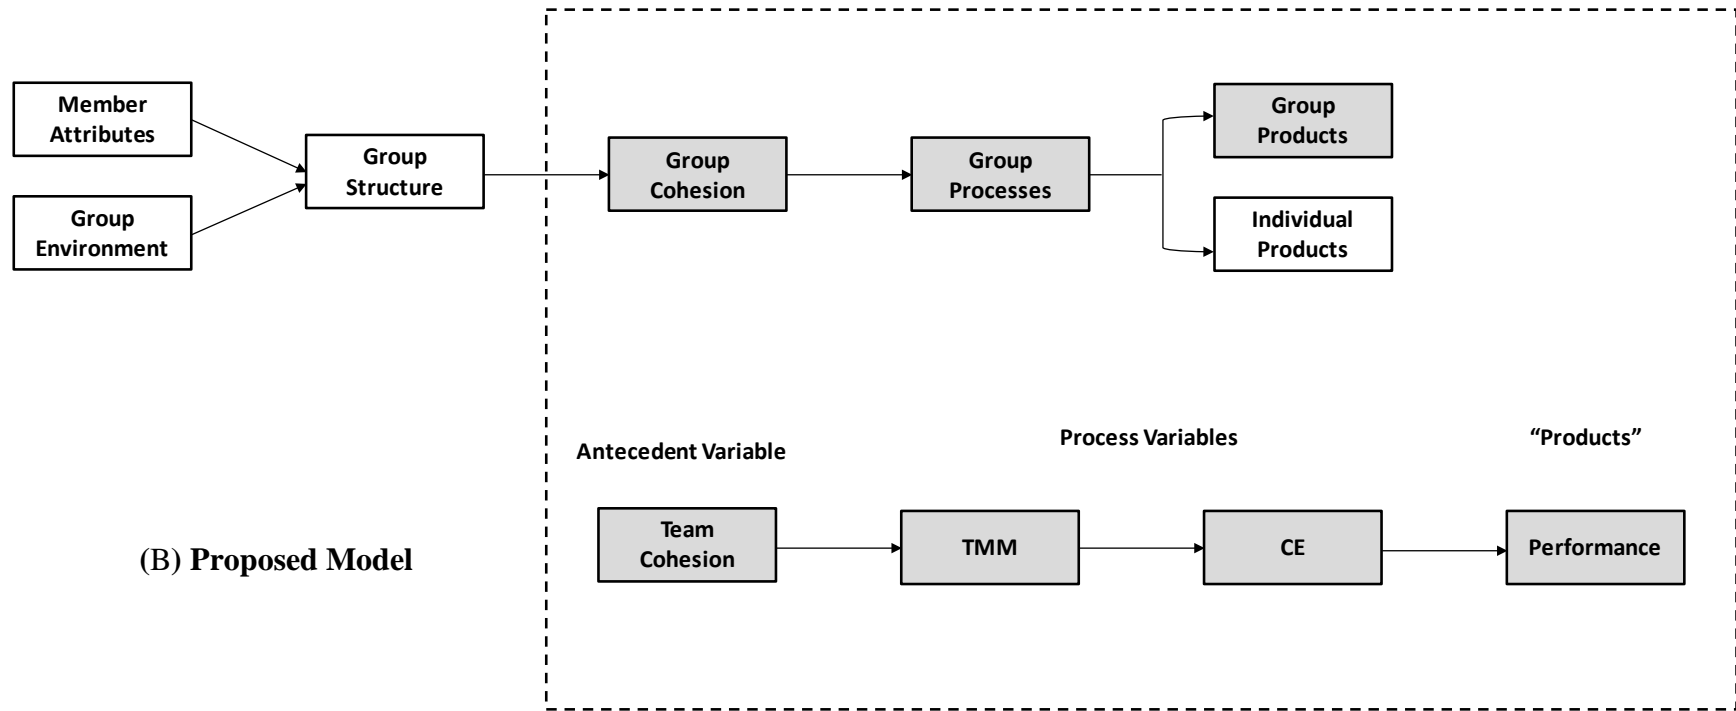 Member
Attributes
Group
Environment
Group
Structure
Group
Cohesion
Group
Processes
Group
Products
Individual
Products
Antecedent Variable
Process Variables
“Products”
(B) Proposed Model
Team
Cohesion
TMM
CE
Performance